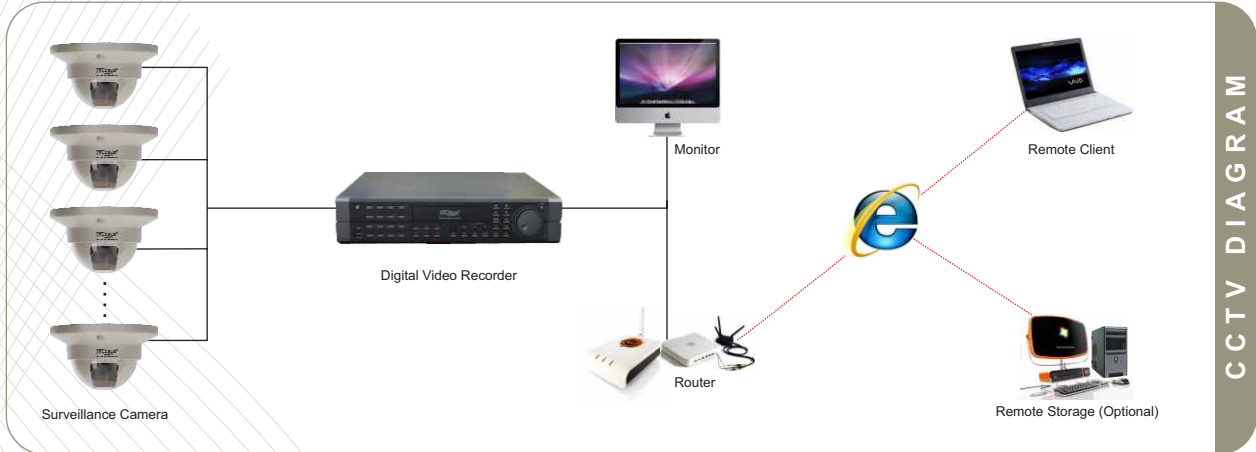 Monitor
Remote Client
Digital Video Recorder
Router
Surveillance Camera
Remote Storage (Optional)
CCTV DIAGRAM